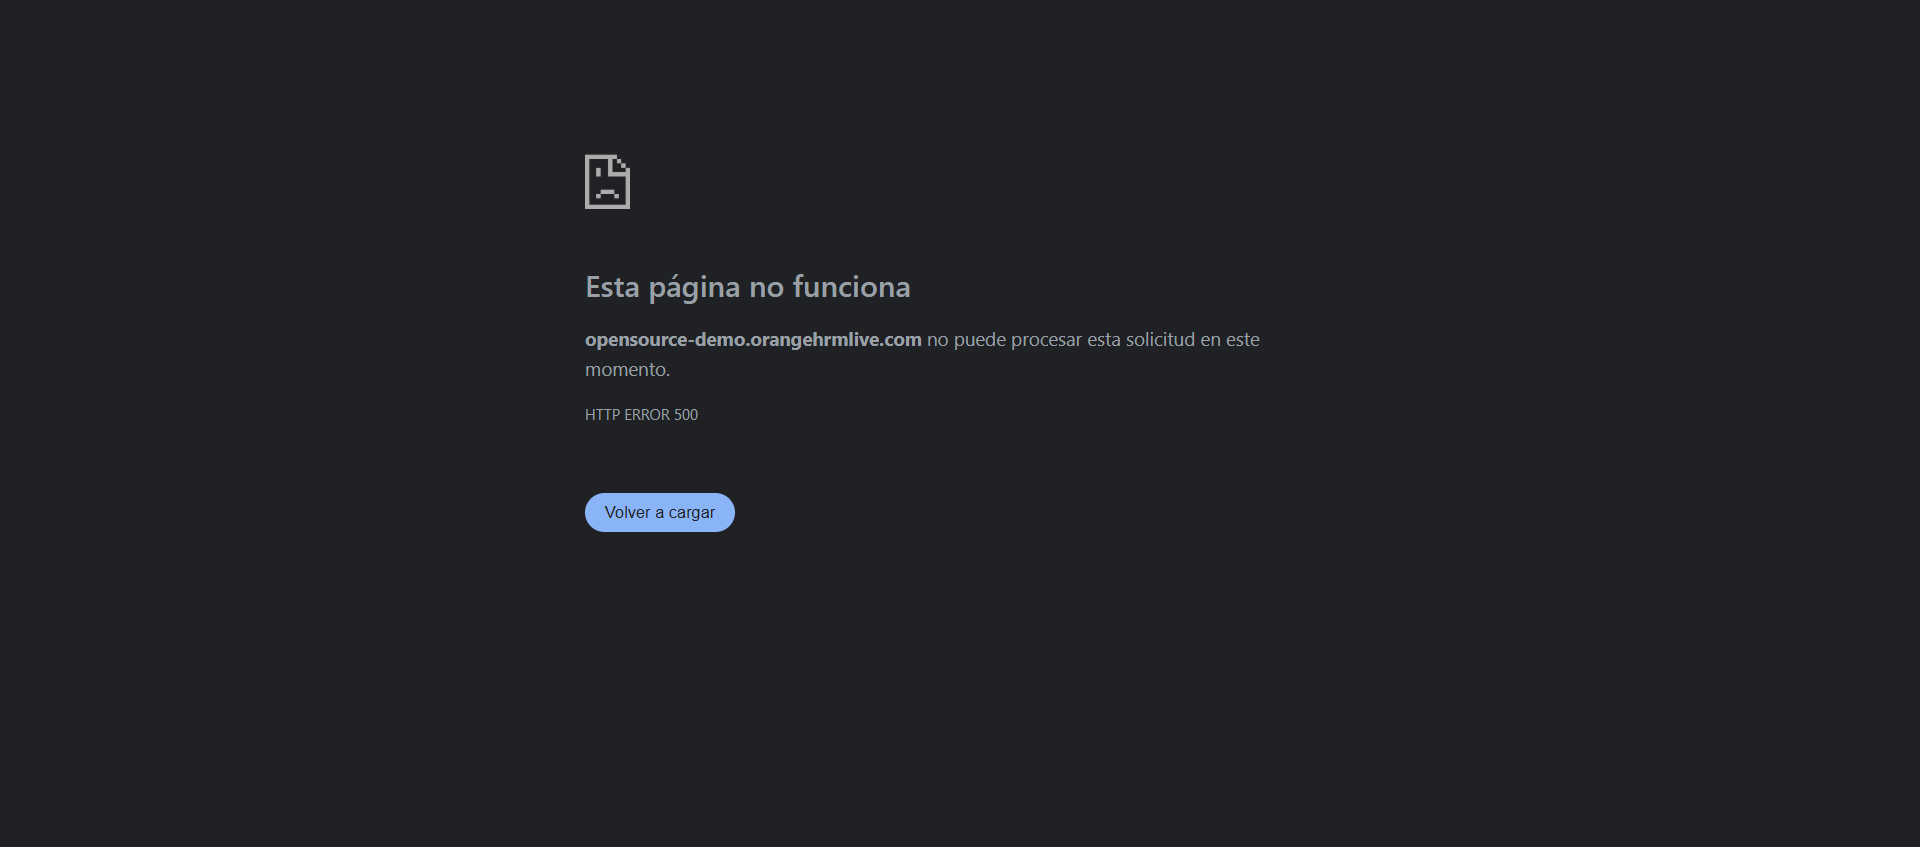 Esta página no funciona
opensource-demo.orangehrmlive.com no puede procesar esta solicitud en este
momento.
HTTP ERROR 500
Volver a cargar